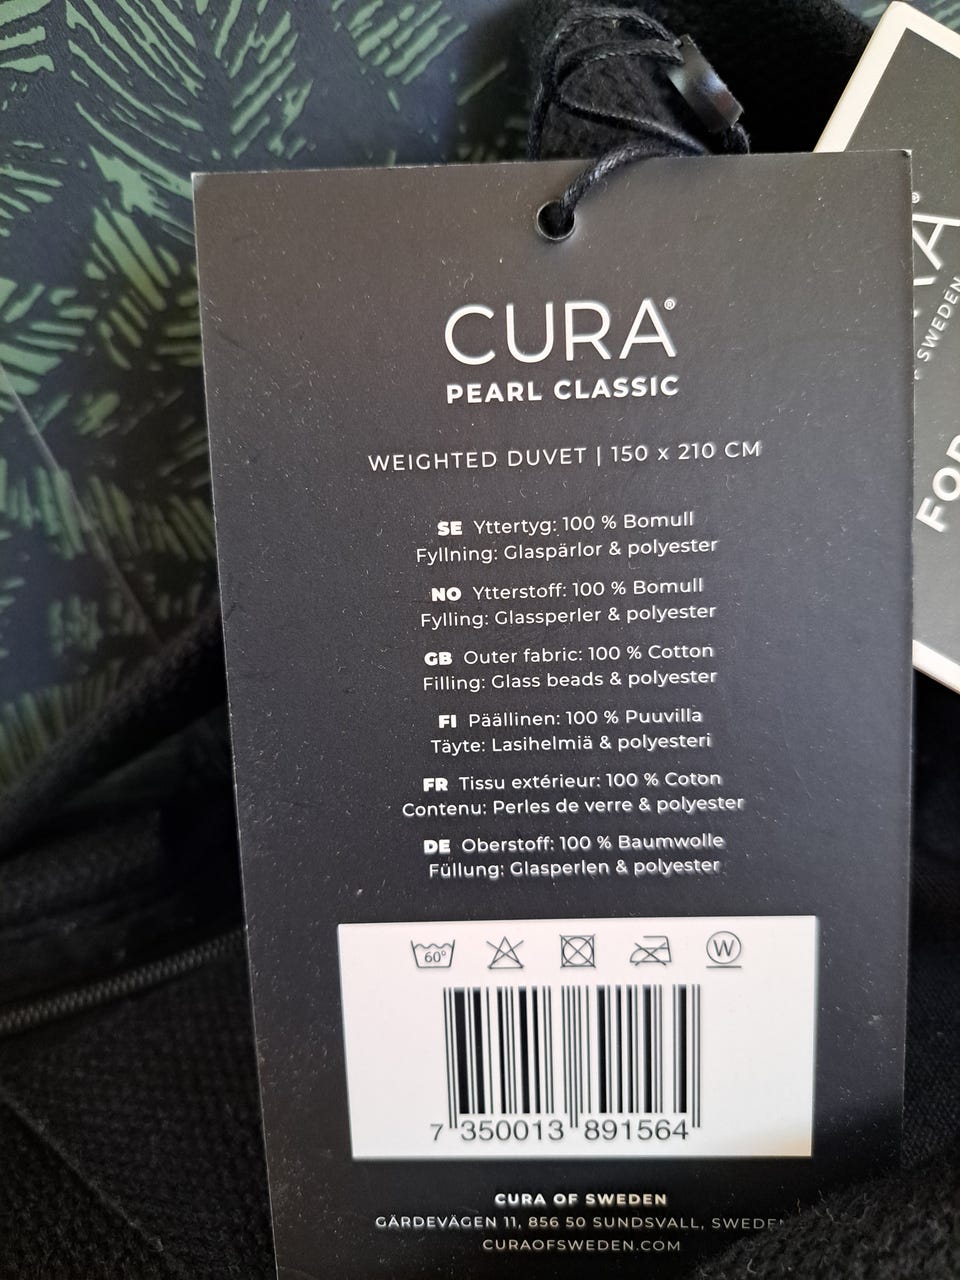 CURA®
PEARL CLASSIC
WEIGHTED DUVET | 150 x 210 CM
SE Yttertyg: 100 % Bomull
Fyllning: Glaspärlor & polyester
NO Ytterstoff: 100 % Bomull
Fylling: Glassperler & polyester
GB Outer fabric: 100 % Cotton
Filling: Glass beads & polyester
FI Päällinen: 100 % Puuvilla
Täyte: Lasihelmiä & polyesteri
FR Tissu extérieur: 100 % Coton
Contenu: Perles de verre & polyester
DE Oberstoff: 100 % Baumwolle
Füllung: Glasperlen & polyester
60° W
7 350013 891564
CURA OF SWEDEN
GÄRDEVÄGEN 11, 856 50 SUNDSVALL, SWEDEN
CURAOFSWEDEN.COM
SWEDEN